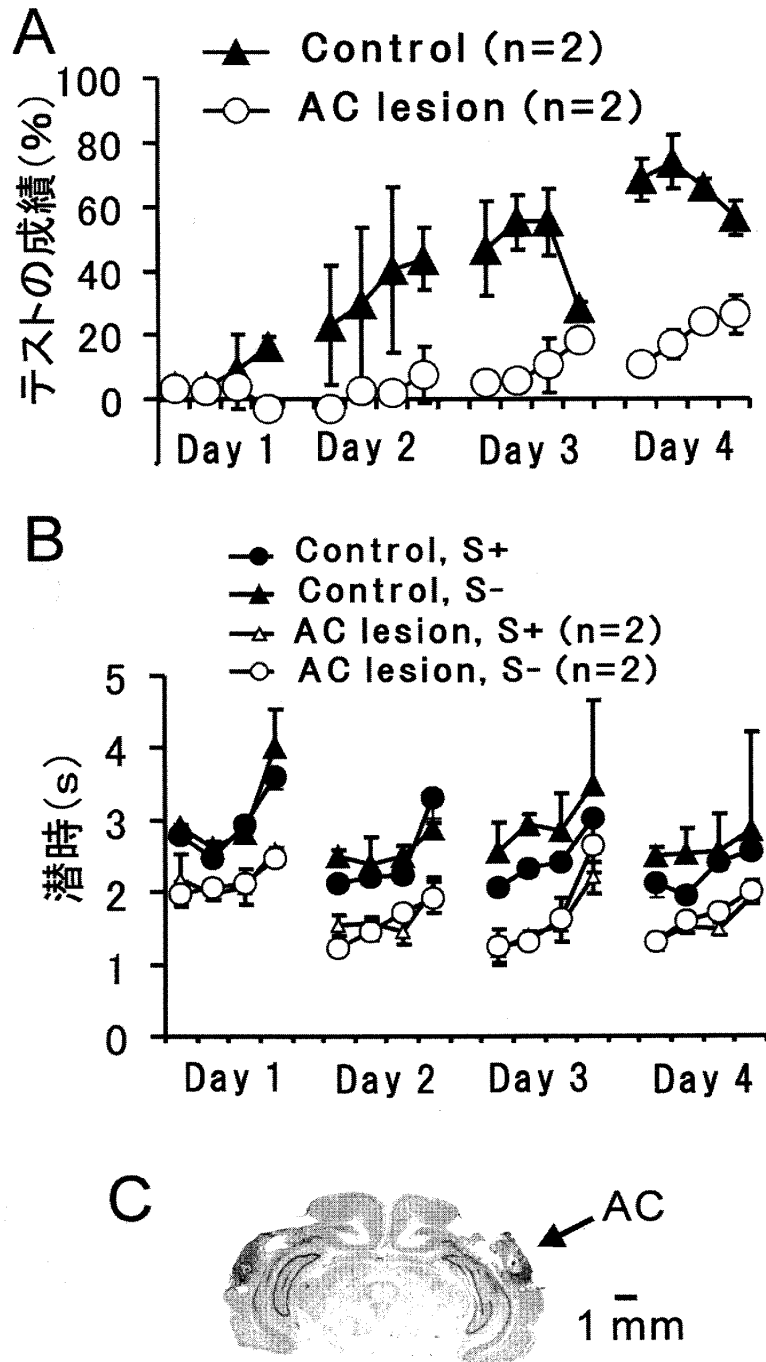 A
Control (n=2)
AC lesion (n=2)
テストの成績(%)
100
80
60
40
20
0
Day 1
Day 2
Day 3
Day 4
B
Control, S+
Control, S-
AC lesion, S+ (n=2)
AC lesion, S- (n=2)
潜時(s)
5
4
3
2
1
0
Day 1
Day 2
Day 3
Day 4
C
AC
1 mm